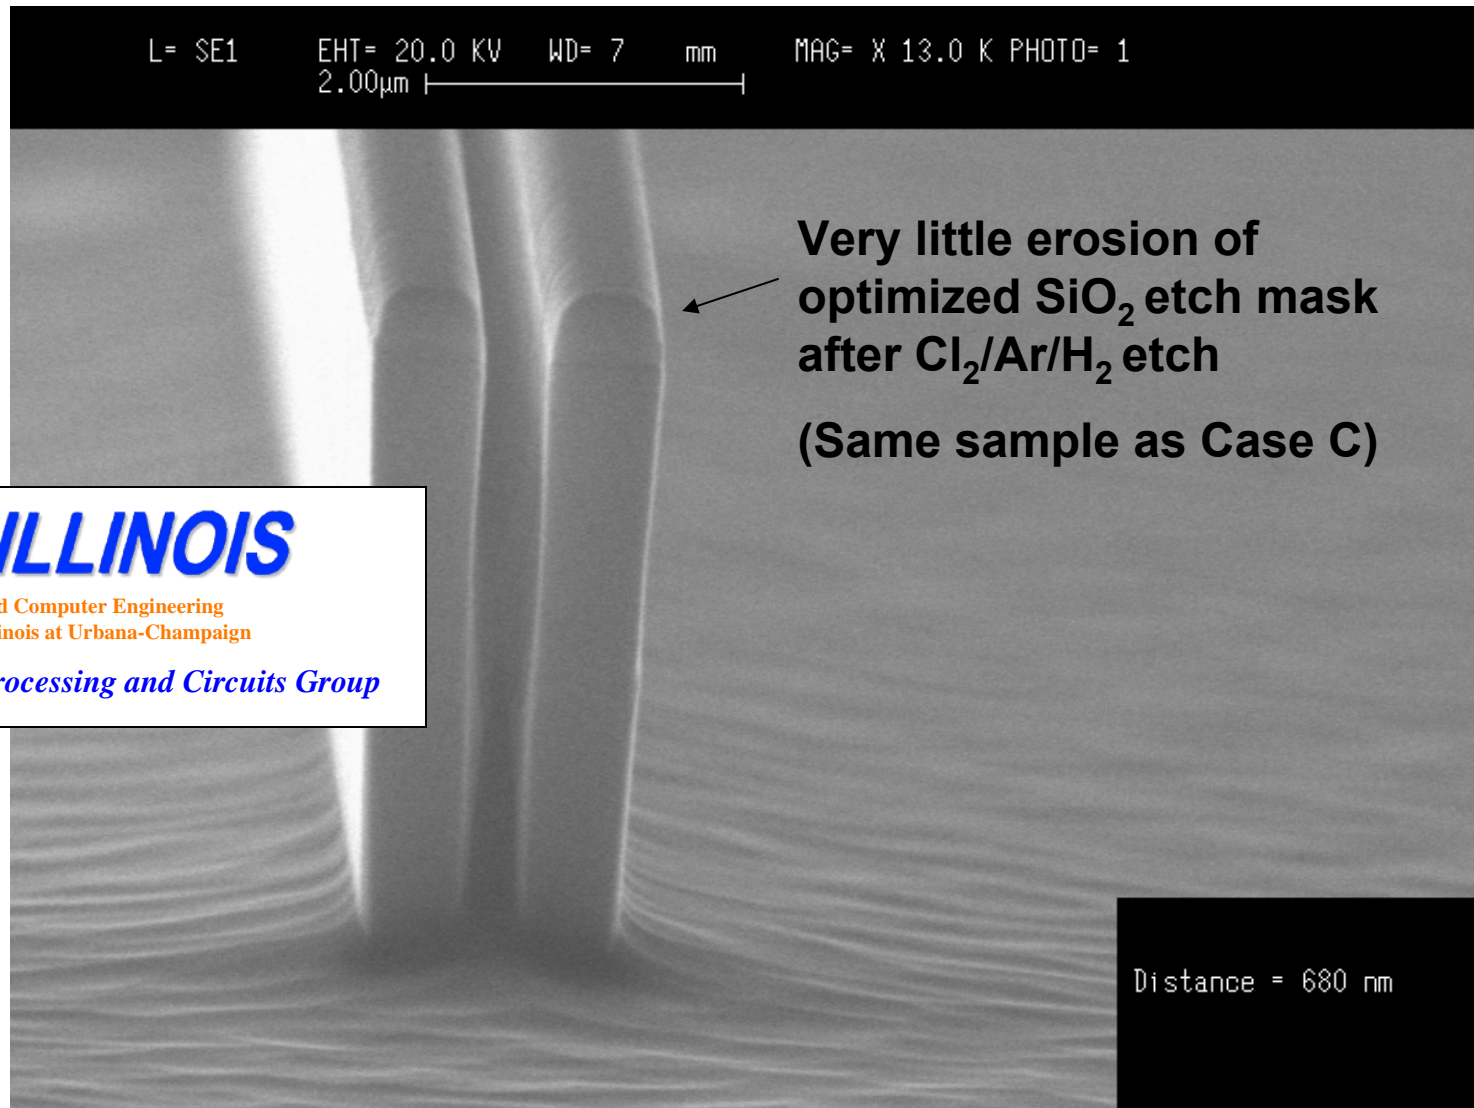 L= SE1 EHT= 20.0 KV WD= 7 mm MAG= X 13.0 K PHOTO= 1
2.00µm
Very little erosion of
optimized SiO₂ etch mask
after Cl₂/Ar/H₂ etch
(Same sample as Case C)
ILLINOIS
d Computer Engineering
inois at Urbana-Champaign
rocessing and Circuits Group
Distance = 680 nm